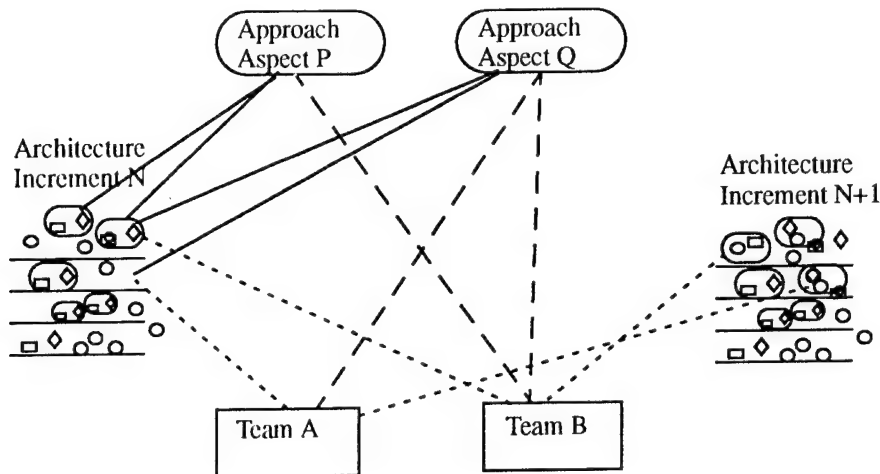 Approach
Aspect P
Approach
Aspect Q
Architecture
Increment N
Architecture
Increment N+1
Team A
Team B